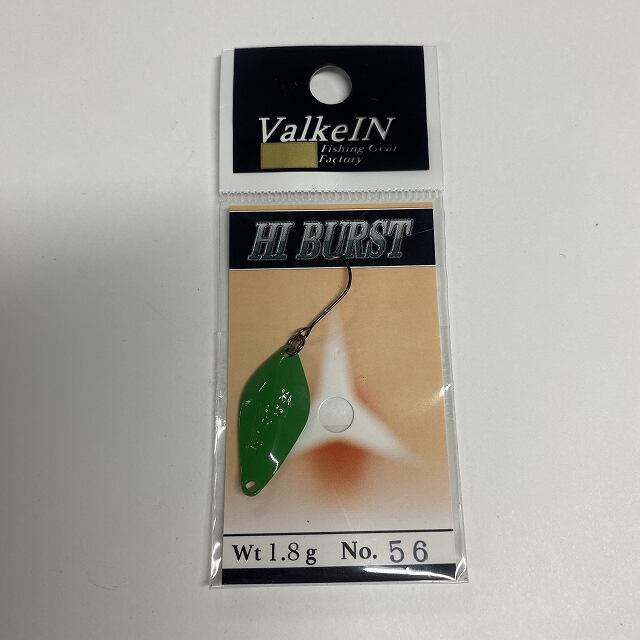 ValkeIN
Fishing Gear
Factory
HI BURST
Wt 1.8g No. 56